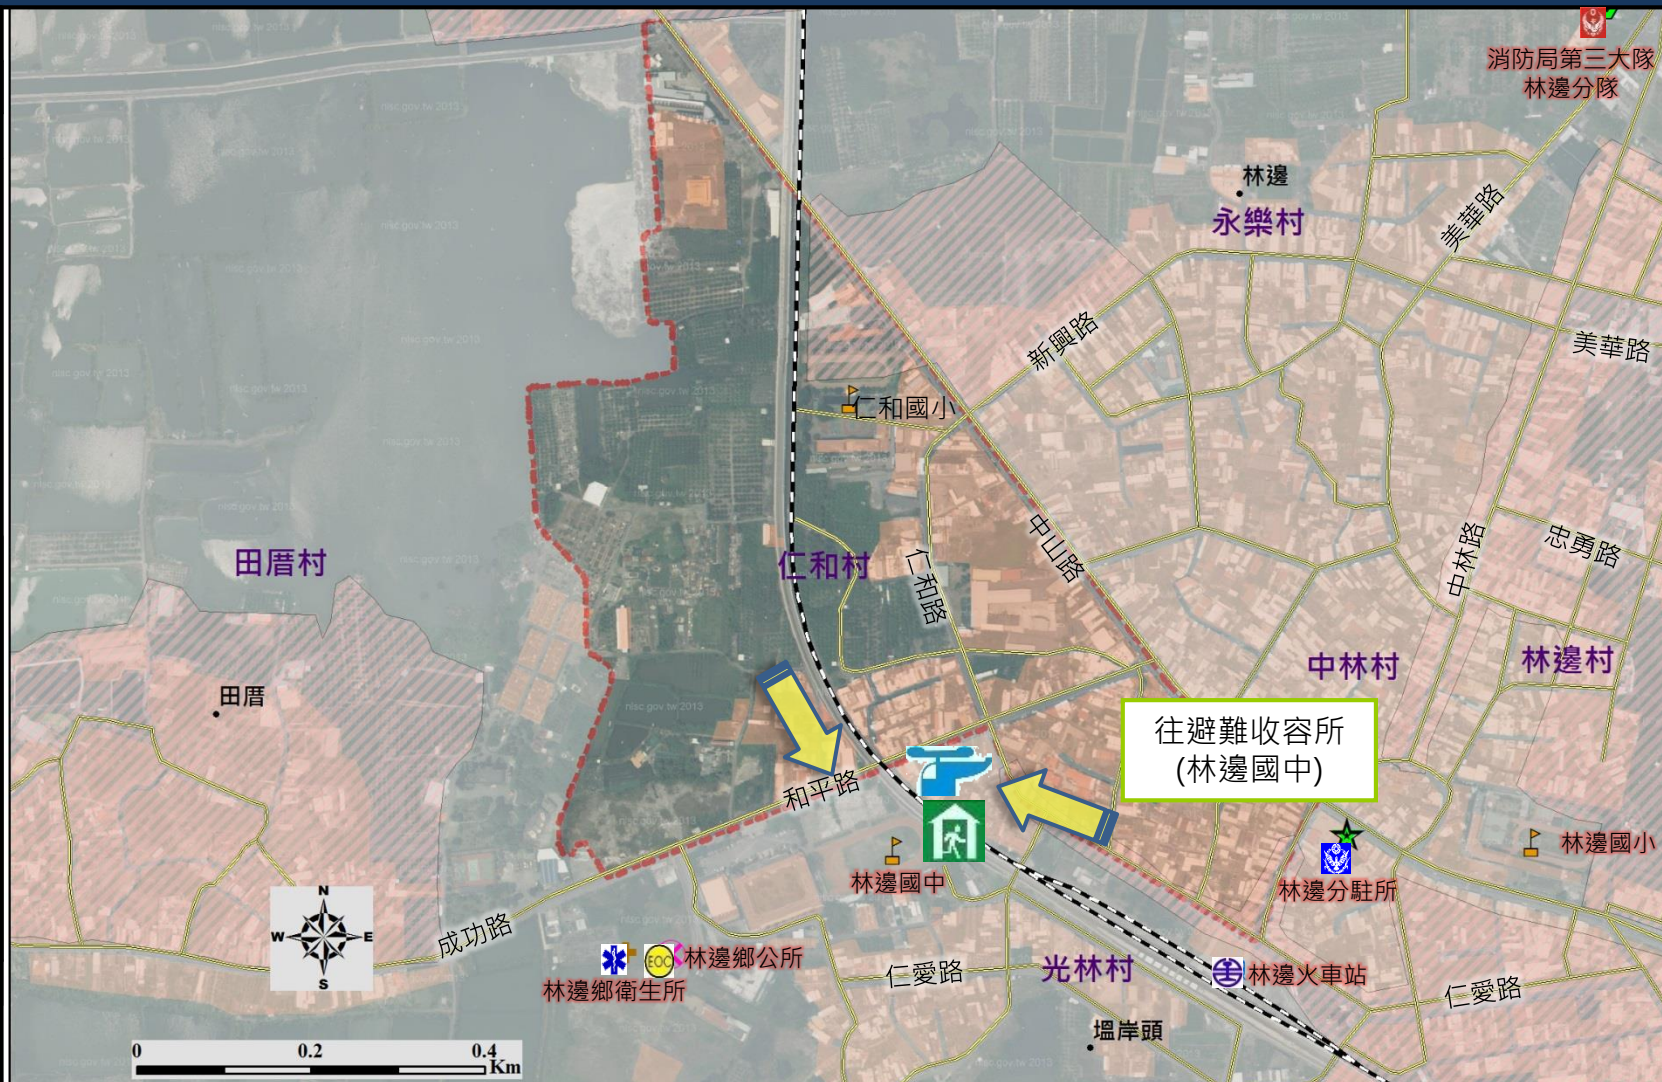 消防局第三大隊
林邊分隊
林邊
永樂村
美華路
新興路
美華路
仁和國小
中山路
中林路
忠勇路
田厝村
仁和村
仁和路
中林村
林邊村
田厝
往避難收容所
(林邊國中)
和平路
林邊國中
林邊分駐所
林邊國小
N
W
E
S
成功路
EOC
林邊鄉公所
林邊鄉衛生所
仁愛路
光林村
林邊火車站
仁愛路
塭岸頭
0
0.2
0.4
Km
nlsc.gov.tw 2013